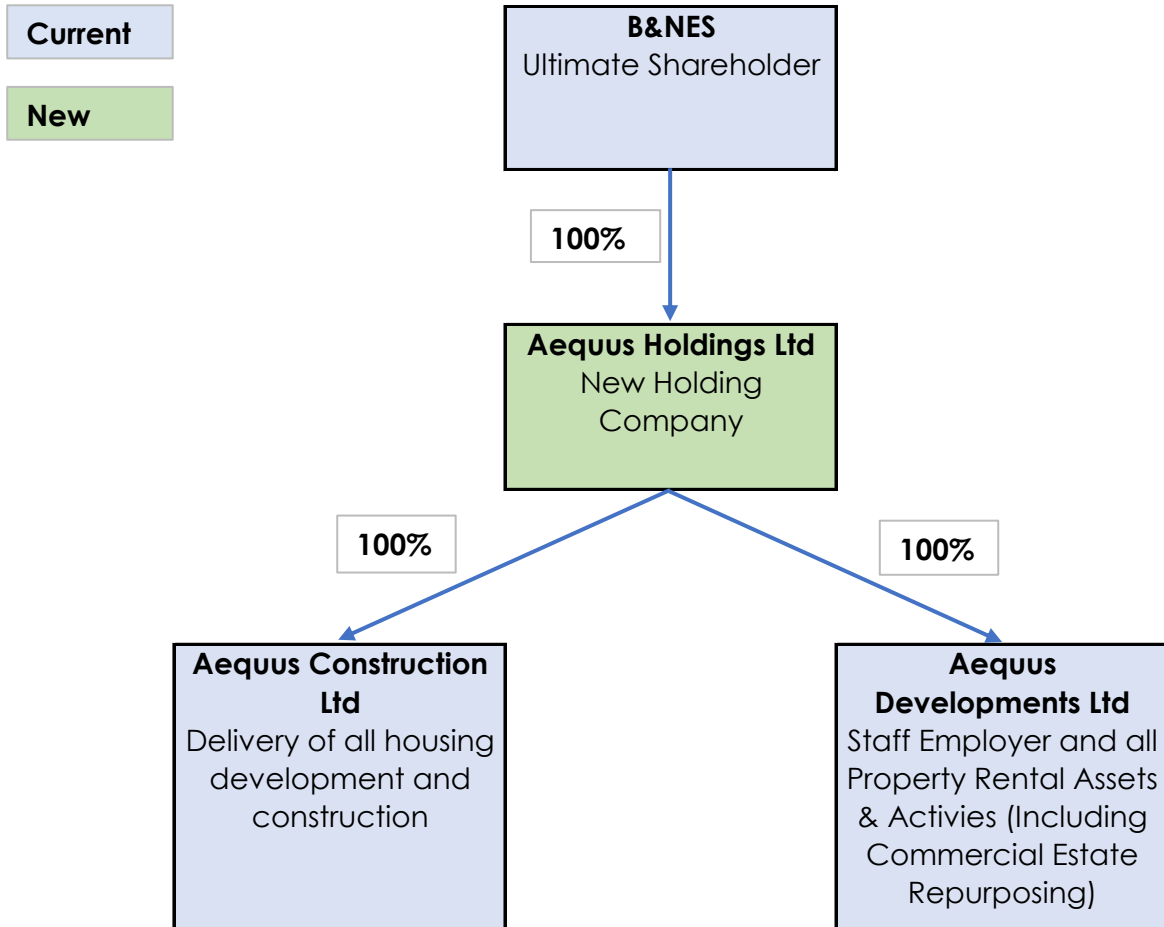 Current
New
B&NES
Ultimate Shareholder
100%
Aequus Holdings Ltd
New Holding
Company
100%
100%
Aequus Construction
Ltd
Delivery of all housing
development and
construction
Aequus
Developments Ltd
Staff Employer and all
Property Rental Assets
& Activies (Including
Commercial Estate
Repurposing)